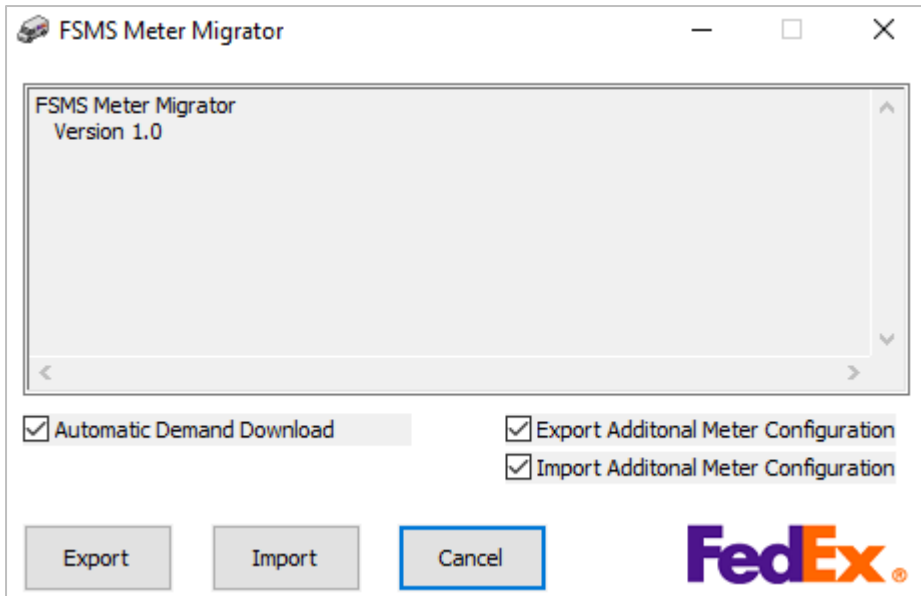 FSMS Meter Migrator
FSMS Meter Migrator
Version 1.0
Automatic Demand Download
Export Additonal Meter Configuration
Import Additonal Meter Configuration
Export
Import
Cancel
FedEx®